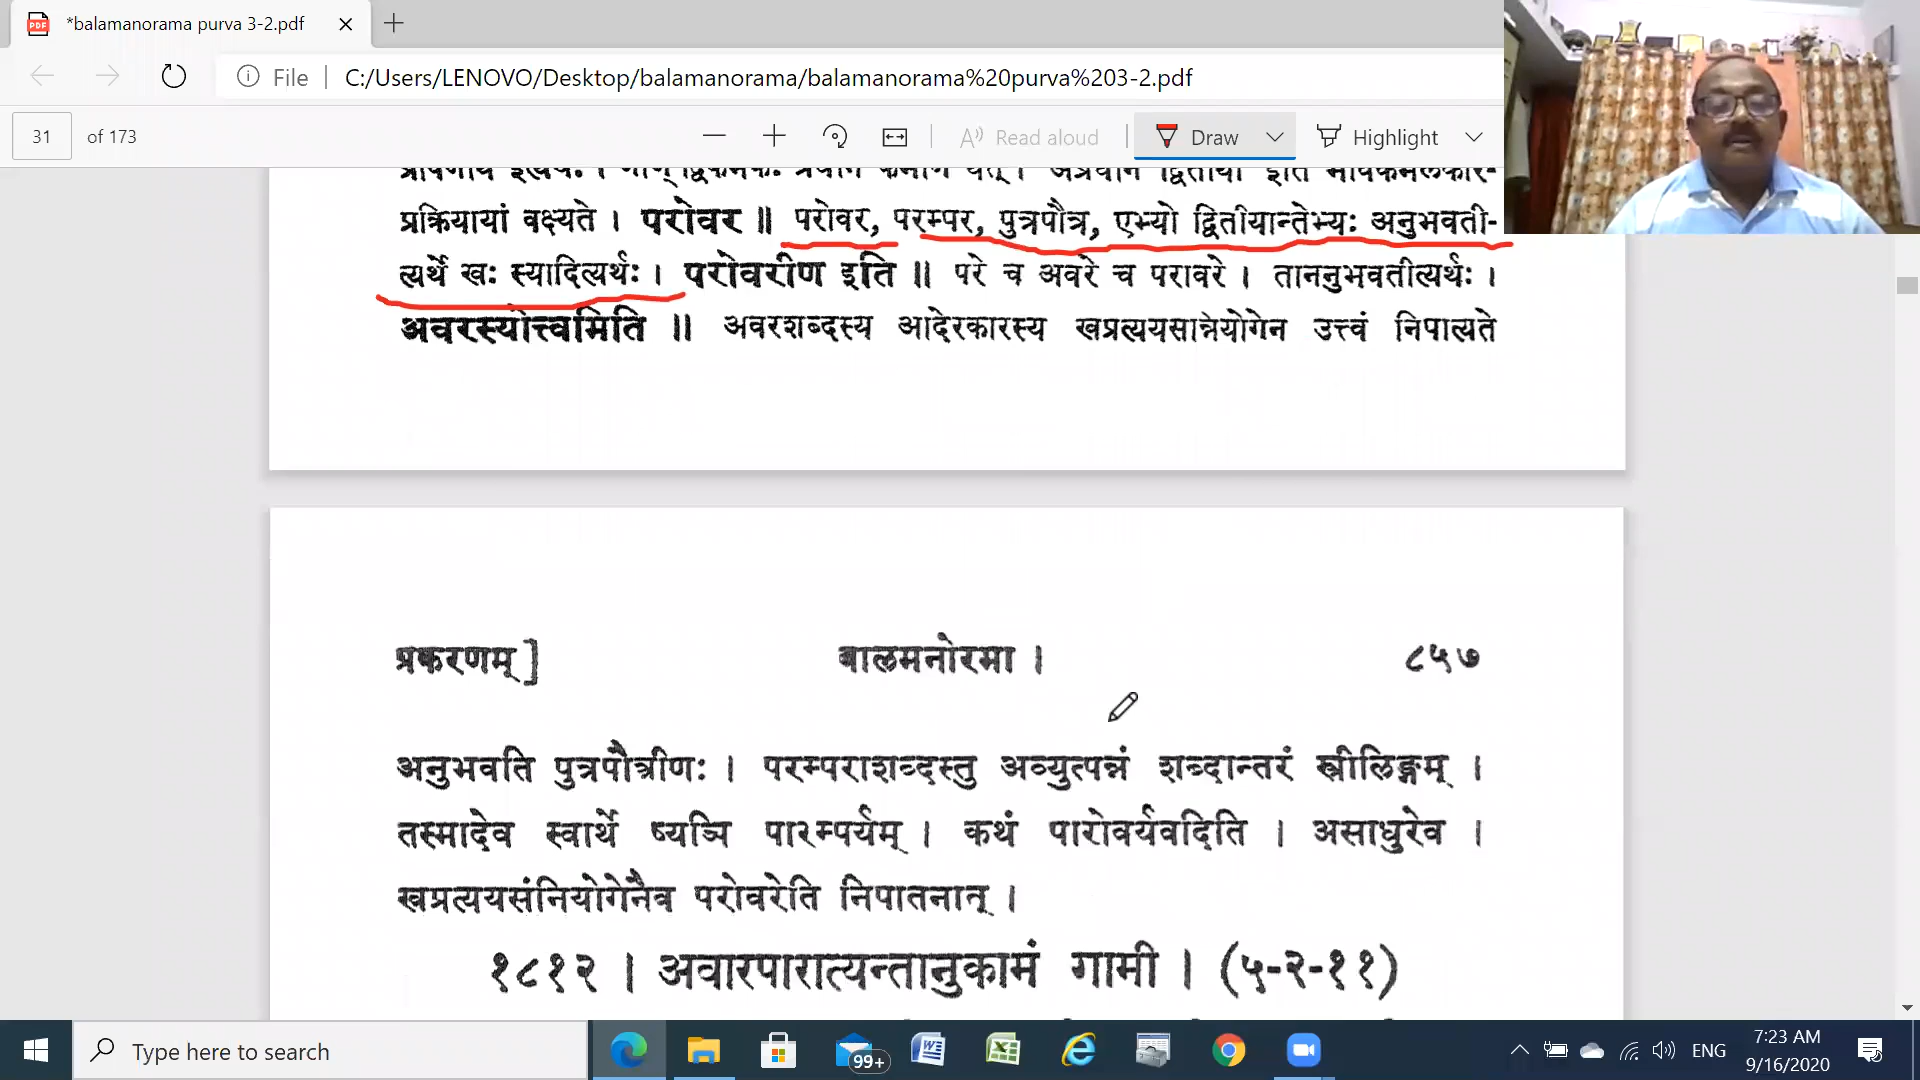 *balamanorama purva 3-2.pdf
File | C:/Users/LENOVO/Desktop/balamanorama/balamanorama%20purva%203-2.pdf
31 of 173
Read aloud
Draw
Highlight
प्रक्रियायां वक्ष्यते । परोवर ॥ परोवर, परम्पर, पुत्रपौत्र, एभ्यो द्वितीयान्तेभ्यः अनुभवती-
त्यर्थे खः स्यादित्यर्थः । परोवरीण इति ॥ परे च अवरे च परावरे । ताननुभवतीत्यर्थः ।
अवरस्योत्त्वमिति ॥ अवरशब्दस्य आदेरकारस्य खप्रत्ययसन्नियोगेन उत्त्वं निपात्यते
प्रकरणम् ]
बालमनोरमा ।
८५७
अनुभवति पुत्रपौत्रीणः । परम्पराशब्दस्तु अव्युत्पन्नं शब्दान्तरं स्त्रीलिङ्गम् ।
तस्मादेव स्वार्थे ष्यञि पारम्पर्यम् । कथं पारोवर्यवदिति । असाधुरेव ।
खप्रत्ययसंनियोगेनैव परोवरेति निपातनात् ।
१८१२ । अवारपारात्यन्तानुकामं गामी । (५-२-११)
Type here to search
99+
ENG
7:23 AM
9/16/2020